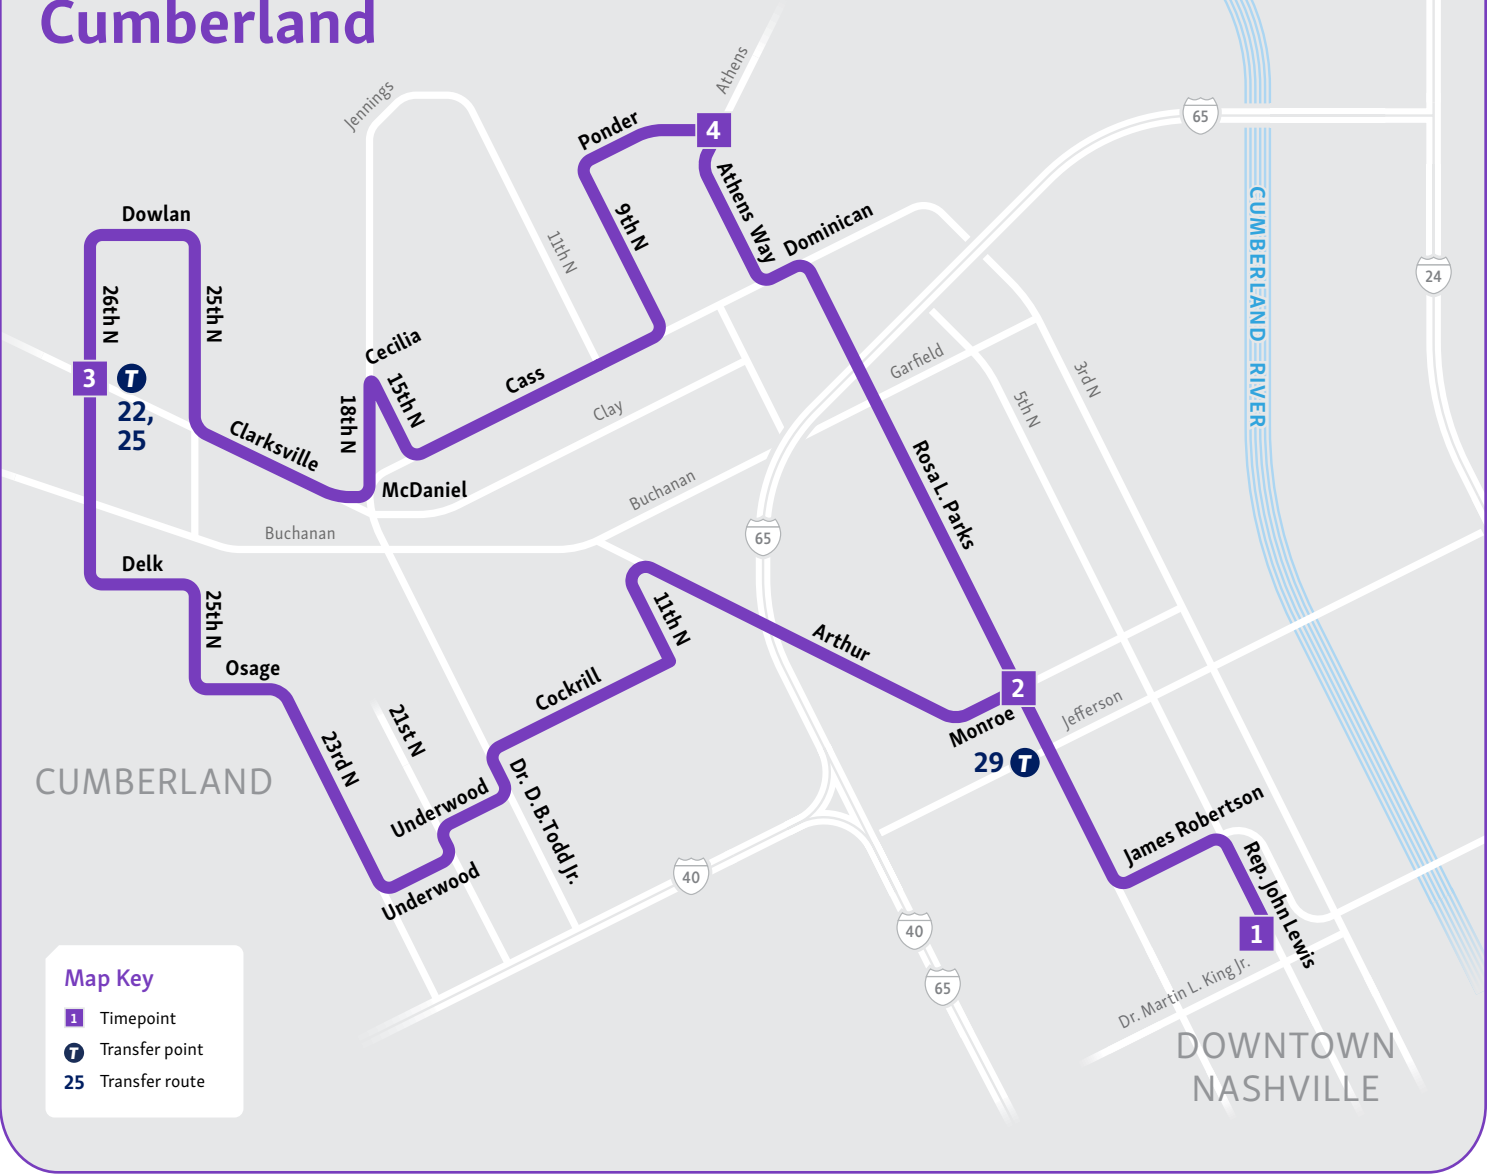 Cumberland
Athens
Jennings
65
Ponder
4
Athens Way
CUMBERLAND RIVER
Dowlan
9th N
Dominican
11th N
24
26th N
25th N
Cecilia
Garfield
3rd N
3
T
22,
25
18th N
15th N
Cass
Clay
5th N
Clarksville
McDaniel
Rosa L. Parks
Buchanan
Buchanan
65
Delk
25th N
11th N
Arthur
Osage
Cockrill
2
Monroe
Jefferson
21st N
23rd N
29 T
CUMBERLAND
Underwood
Dr. D.B.Todd Jr.
James Robertson
Underwood
40
Rep. John Lewis
1
40
65
Dr. Martin L. King Jr.
DOWNTOWN
NASHVILLE
Map Key
1 Timepoint
T Transfer point
25 Transfer route